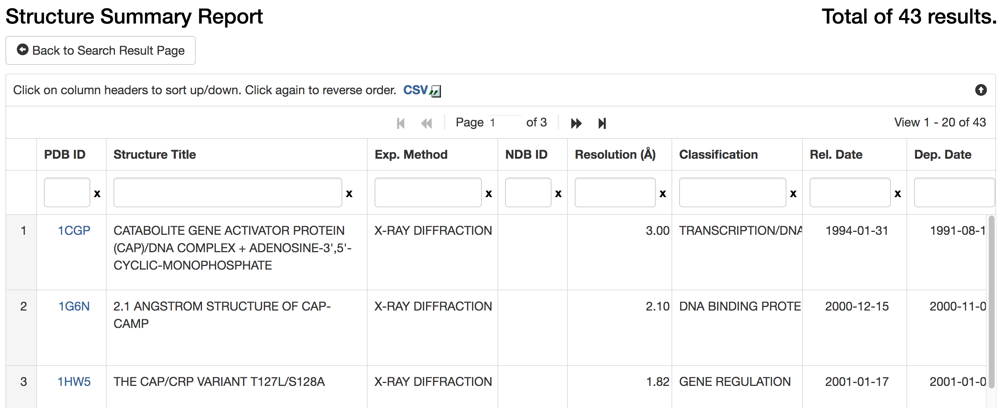 Structure Summary Report
Total of 43 results.
Back to Search Result Page
Click on column headers to sort up/down. Click again to reverse order. CSV
Page 1 of 3
View 1 - 20 of 43
PDB ID Structure Title Exp. Method NDB ID Resolution (Å) Classification Rel. Date Dep. Date
x x x x x x x
1 1CGP CATABOLITE GENE ACTIVATOR PROTEIN X-RAY DIFFRACTION 3.00 TRANSCRIPTION/DNA 1994-01-31 1991-08-1
(CAP)/DNA COMPLEX + ADENOSINE-3',5'-
CYCLIC-MONOPHOSPHATE
2 1G6N 2.1 ANGSTROM STRUCTURE OF CAP- X-RAY DIFFRACTION 2.10 DNA BINDING PROTE 2000-12-15 2000-11-0
CAMP
3 1HW5 THE CAP/CRP VARIANT T127L/S128A X-RAY DIFFRACTION 1.82 GENE REGULATION 2001-01-17 2001-01-0